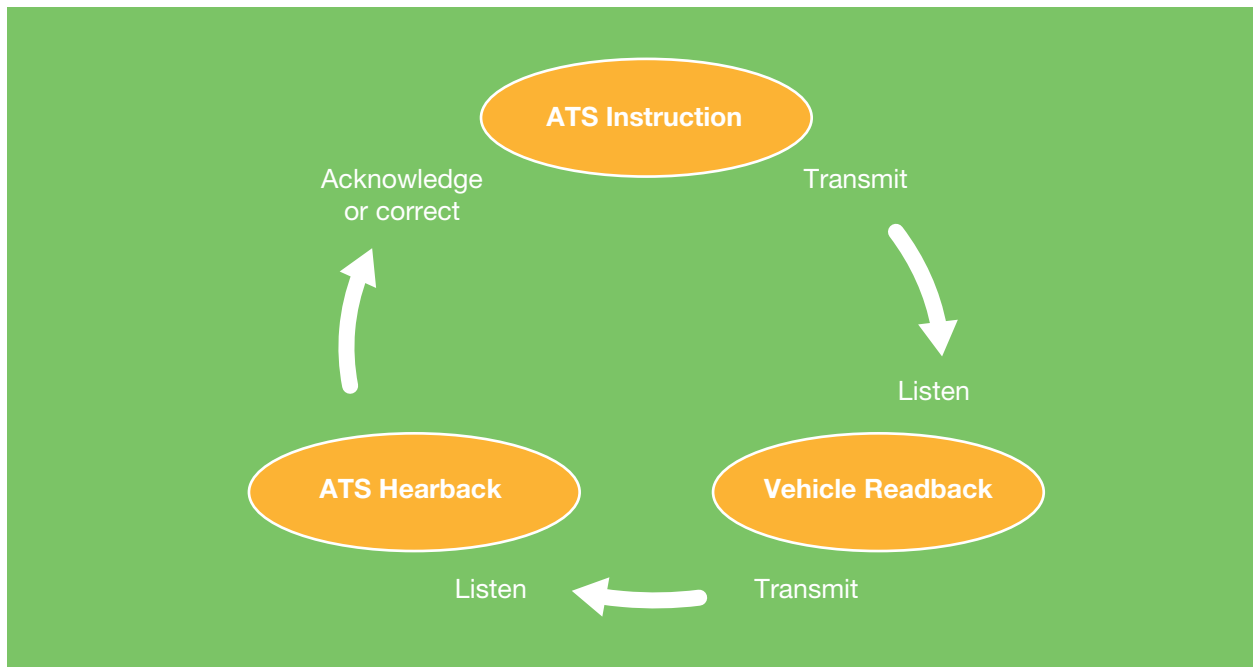 ATS Instruction
Acknowledge
or correct
Transmit
Listen
ATS Hearback
Vehicle Readback
Listen
Transmit